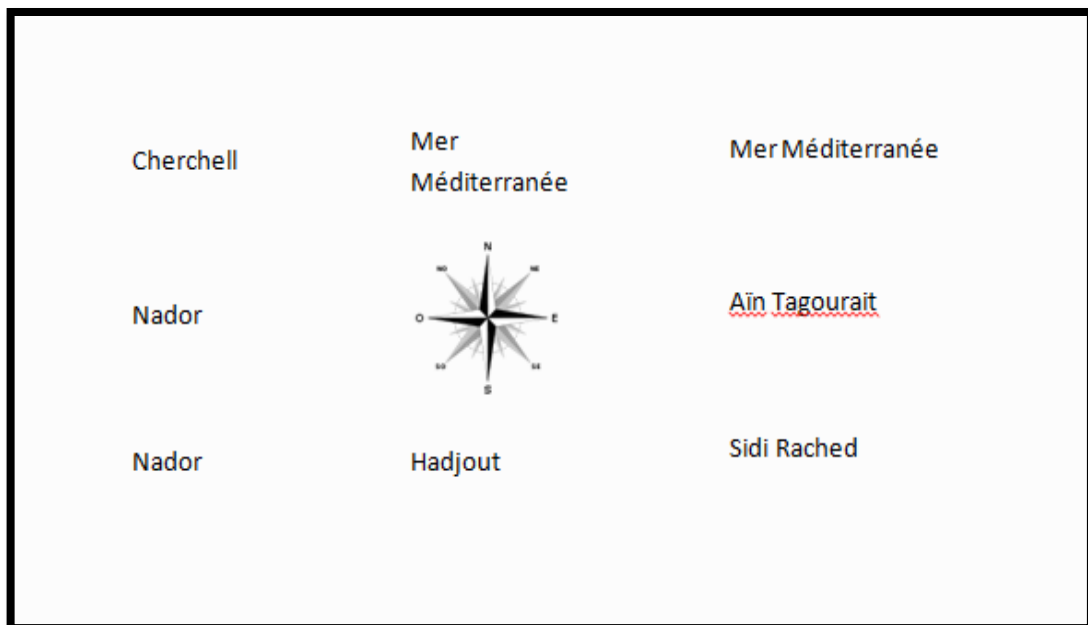 Cherchell
Mer
Méditerranée
Mer Méditerranée
N
NO
NE
Nador
O
E
Aïn Tagourait
SO
SE
S
Nador
Hadjout
Sidi Rached